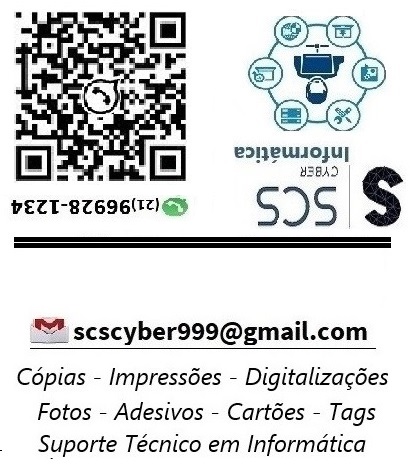 S
SCS
CYBER
Informática
(21)96928-1234
scscyber999@gmail.com
Cópias - Impressões - Digitalizações
Fotos - Adesivos - Cartões - Tags
Suporte Técnico em Informática